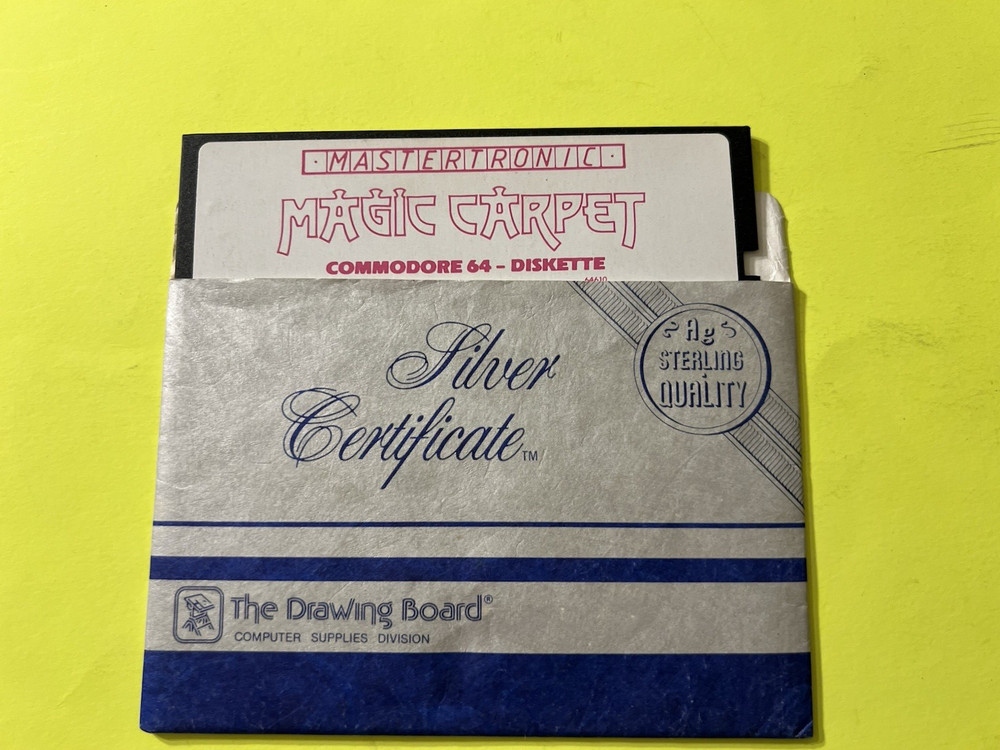 ·MASTERTRONIC·
MAGIC CARPET
COMMODORE 64 – DISKETTE
Silver
Certificate™
Ag
STERLING
QUALITY
The Drawing Board®
COMPUTER SUPPLIES DIVISION